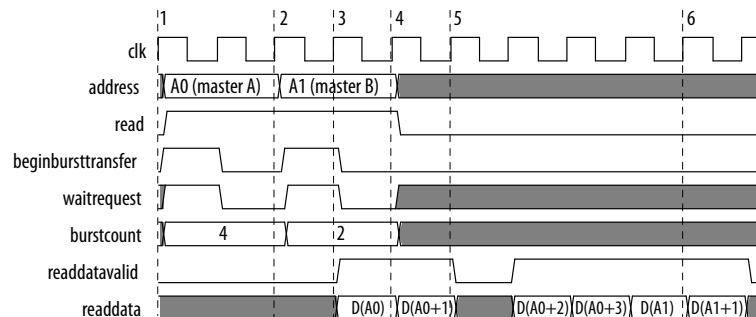 1 2 3 4 5 6
clk
address A0 (master A) A1 (master B)
read
beginbursttransfer
waitrequest
burstcount 4 2
readdatavalid
readdata D(A0) D(A0+1) D(A0+2) D(A0+3) D(A1) D(A1+1)